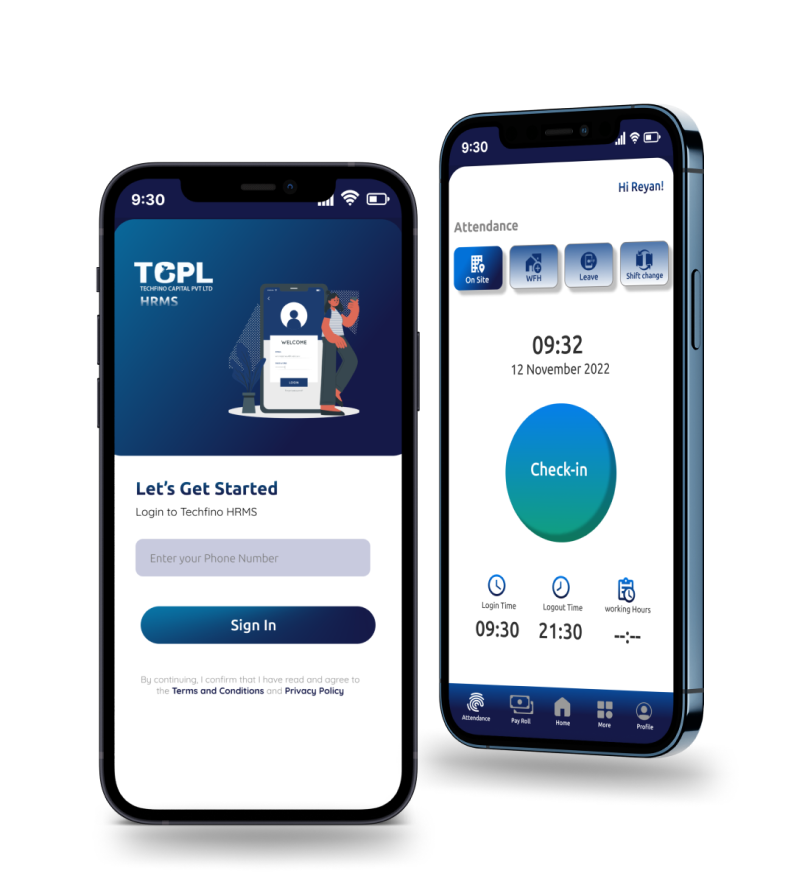 9:30
TCPL
TECHFINO CAPITAL PVT LTD
HRMS
WELCOME
LOGIN
Let's Get Started
Login to Techfino HRMS
Enter your Phone Number
Sign In
By continuing, I confirm that I have read and agree to
the Terms and Conditions and Privacy Policy
9:30
Hi Reyan!
Attendance
On Site WFH Leave Shift change
09:32
12 November 2022
Check-in
Login Time Logout Time working Hours
09:30 21:30 --:--
Attendance Pay Roll Home More Profile